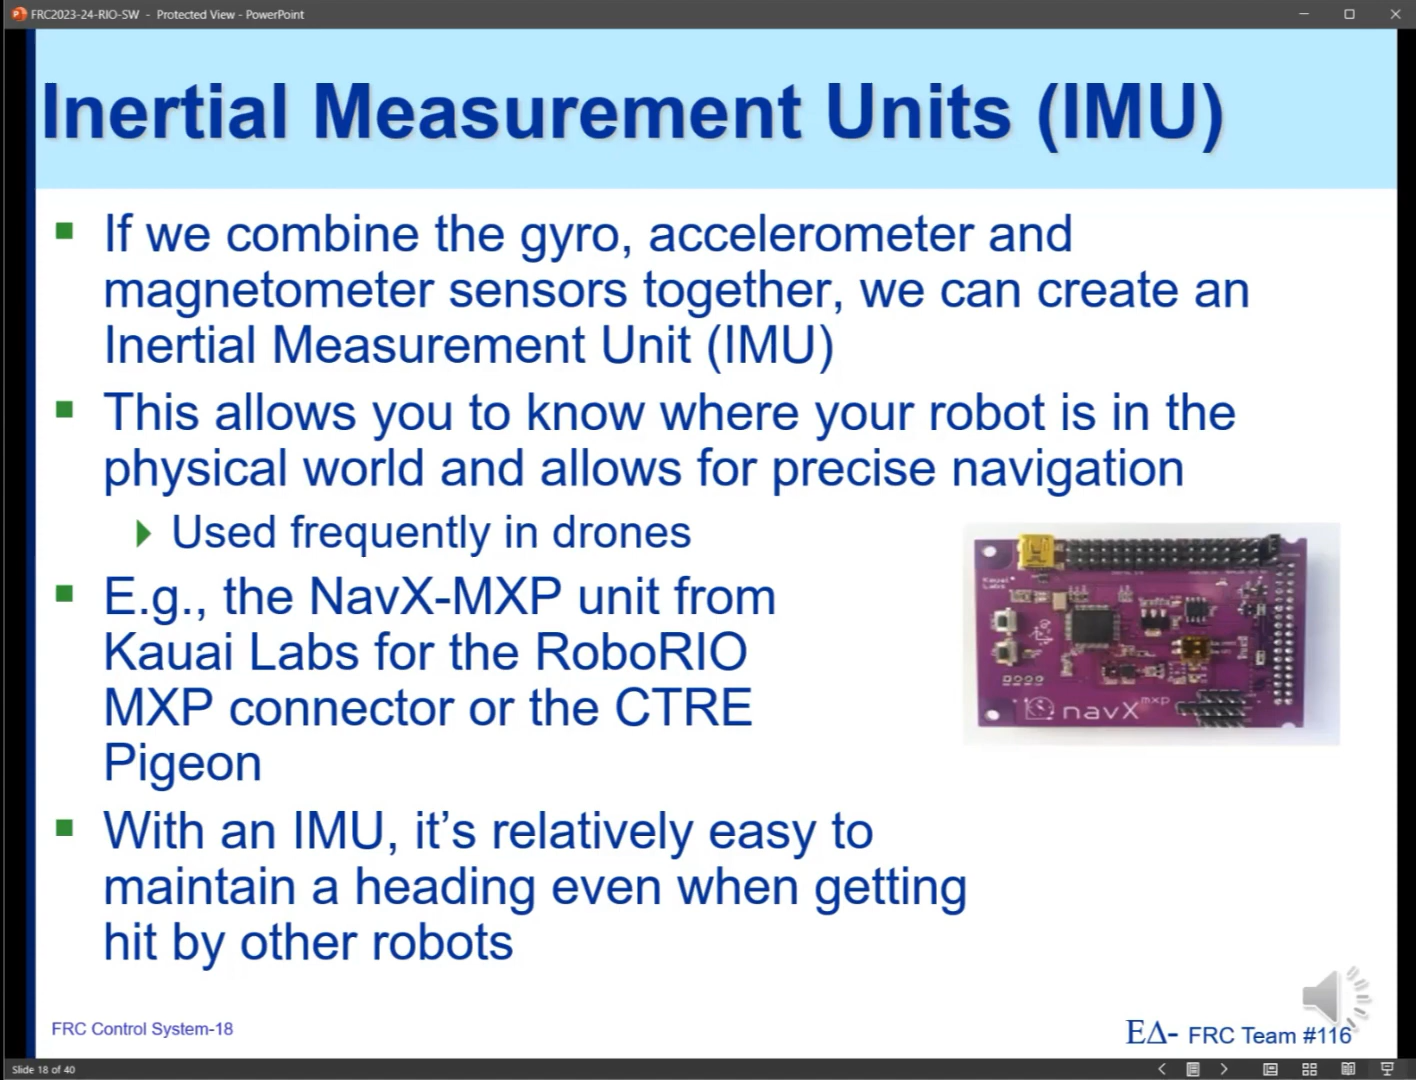 FRC2023-24-RIO-SW - Protected View - PowerPoint
Inertial Measurement Units (IMU)
If we combine the gyro, accelerometer and
magnetometer sensors together, we can create an
Inertial Measurement Unit (IMU)
This allows you to know where your robot is in the
physical world and allows for precise navigation
Used frequently in drones
E.g., the NavX-MXP unit from
Kauai Labs for the RoboRIO
MXP connector or the CTRE
Pigeon
Kauai
Labs
navX mxp
With an IMU, it's relatively easy to
maintain a heading even when getting
hit by other robots
FRC Control System-18
ΕΔ- FRC Team #116
Slide 18 of 40